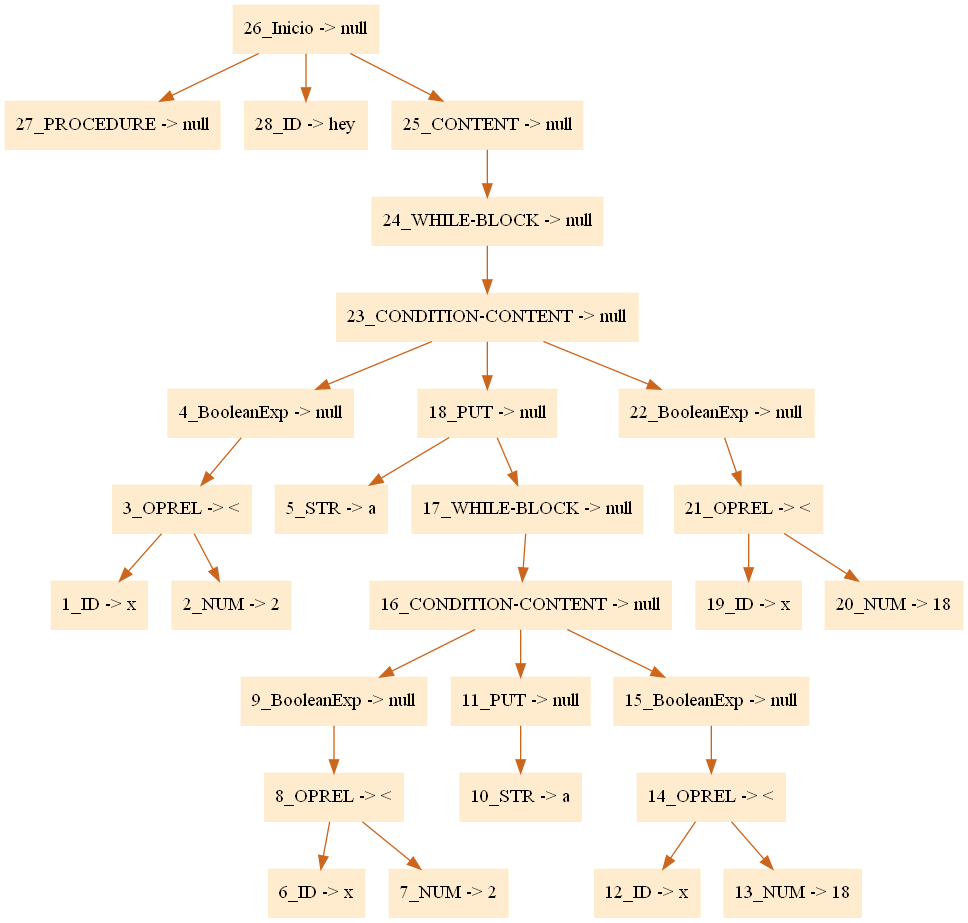 26_Inicio -> null
27_PROCEDURE -> null
28_ID -> hey
25_CONTENT -> null
24_WHILE-BLOCK -> null
23_CONDITION-CONTENT -> null
4_BooleanExp -> null
18_PUT -> null
22_BooleanExp -> null
3_OPREL -> <
5_STR -> a
17_WHILE-BLOCK -> null
21_OPREL -> <
1_ID -> x
2_NUM -> 2
16_CONDITION-CONTENT -> null
19_ID -> x
20_NUM -> 18
9_BooleanExp -> null
11_PUT -> null
15_BooleanExp -> null
8_OPREL -> <
10_STR -> a
14_OPREL -> <
6_ID -> x
7_NUM -> 2
12_ID -> x
13_NUM -> 18